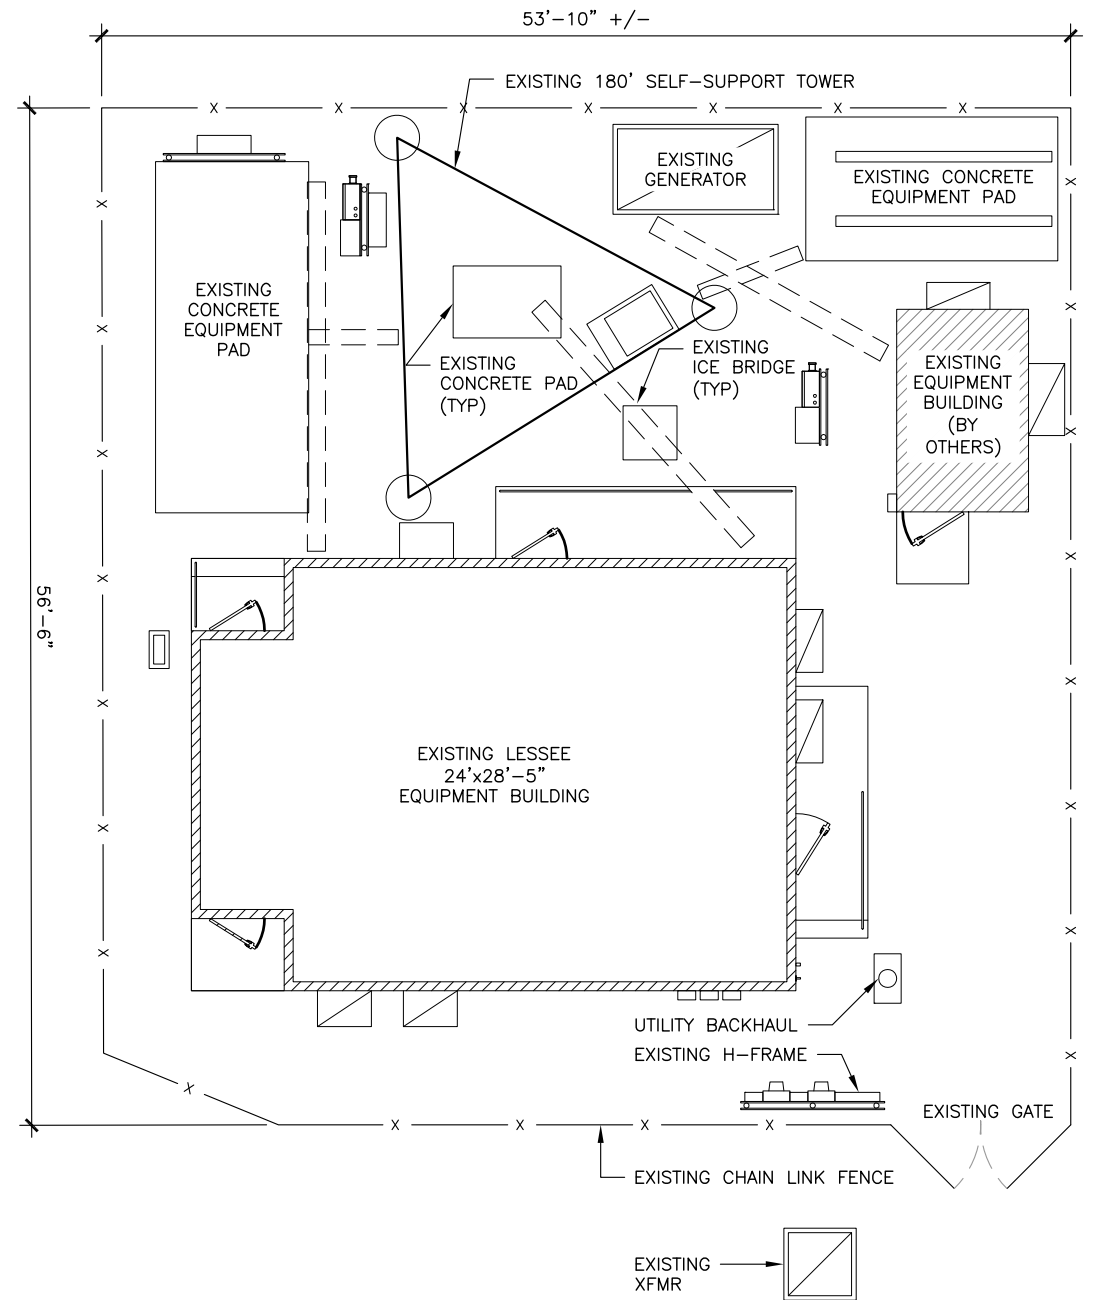 53'-10" +/-
EXISTING 180' SELF-SUPPORT TOWER
EXISTING
GENERATOR
EXISTING CONCRETE
EQUIPMENT PAD
EXISTING
CONCRETE
EQUIPMENT
PAD
EXISTING
CONCRETE PAD
(TYP)
EXISTING
ICE BRIDGE
(TYP)
EXISTING
EQUIPMENT
BUILDING
(BY
OTHERS)
56'-6"
EXISTING LESSEE
24'x28'-5"
EQUIPMENT BUILDING
UTILITY BACKHAUL
EXISTING H-FRAME
EXISTING GATE
EXISTING CHAIN LINK FENCE
EXISTING
XFMR